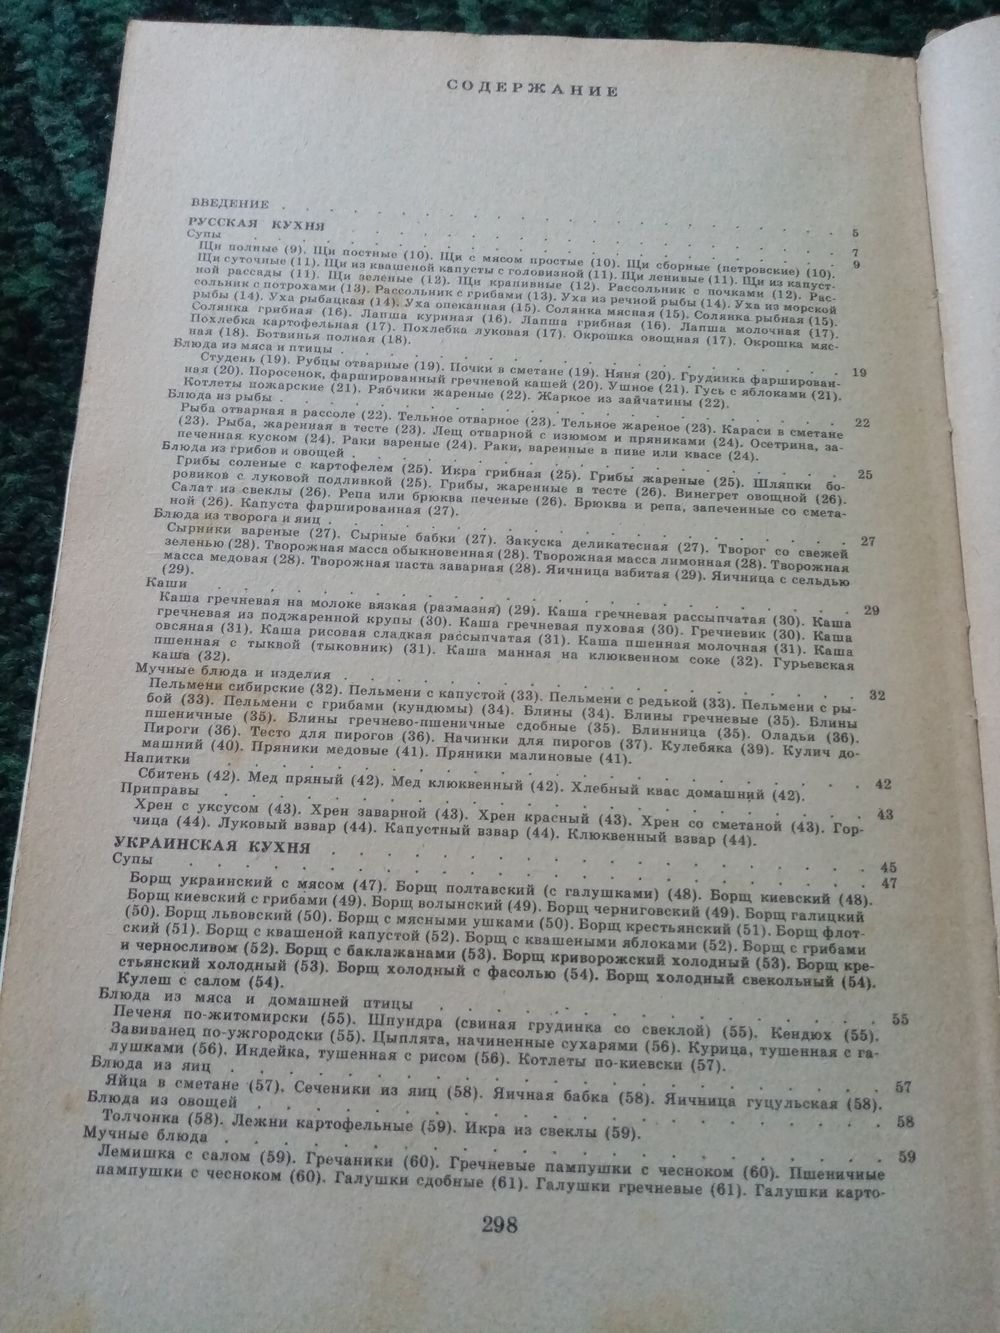 СОДЕРЖАНИЕ
ВВЕДЕНИЕ . . . . . . . . . . 5
РУССКАЯ КУХНЯ . . . . . . . . . . 7
Супы . . . . . . . . . . 9
Щи полные (9). Щи постные (10). Щи с мясом простые (10). Щи сборные (петровские) (10).
Щи суточные (11). Щи из квашеной капусты с головизной (11). Щи ленивые (11). Щи из капуст-
ной рассады (11). Щи зеленые (12). Щи крапивные (12). Рассольник с почками (12). Рас-
сольник с потрохами (13). Рассольник с грибами (13). Уха из речной рыбы (14). Уха из морской
рыбы (14). Уха рыбацкая (14). Уха опеканная (15). Солянка мясная (15). Солянка рыбная (15).
Солянка грибная (16). Лапша куриная (16). Лапша грибная (16). Лапша молочная (17).
Похлебка картофельная (17). Похлебка луковая (17). Окрошка овощная (17). Окрошка мяс-
ная (18). Ботвинья полная (18).
Блюда из мяса и птицы . . . . . . . . . . 19
Студень (19). Рубцы отварные (19). Почки в сметане (19). Няня (20). Грудинка фарширован-
ная (20). Поросенок, фаршированный гречневой кашей (20). Ушное (21). Гусь с яблоками (21).
Котлеты пожарские (21). Рябчики жареные (22). Жаркое из зайчатины (22).
Блюда из рыбы . . . . . . . . . . 22
Рыба отварная в рассоле (22). Тельное отварное (23). Тельное жареное (23). Караси в сметане
(23). Рыба, жаренная в тесте (23). Лещ отварной с изюмом и пряниками (24). Осетрина, за-
печенная куском (24). Раки вареные (24). Раки, варенные в пиве или квасе (24).
Блюда из грибов и овощей . . . . . . . . . . 25
Грибы соленые с картофелем (25). Икра грибная (25). Грибы жареные (25). Шляпки бо-
ровиков с луковой подливкой (25). Грибы, жаренные в тесте (26). Винегрет овощной (26).
Салат из свеклы (26). Репа или брюква печеные (26). Брюква и репа, запеченные со смета-
ной (26). Капуста фаршированная (27).
Блюда из творога и яиц . . . . . . . . . . 27
Сырники вареные (27). Сырные бабки (27). Закуска деликатесная (27). Творог со свежей
зеленью (28). Творожная масса обыкновенная (28). Творожная масса лимонная (28). Творожная
масса медовая (28). Творожная паста заварная (28). Яичница взбитая (29). Яичница с сельдью
(29).
Каши . . . . . . . . . . 29
Каша гречневая на молоке вязкая (размазня) (29). Каша гречневая рассыпчатая (30). Каша
гречневая из поджаренной крупы (30). Каша гречневая пуховая (30). Гречневик (30). Каша
овсяная (31). Каша рисовая сладкая рассыпчатая (31). Каша пшенная молочная (31). Каша
пшенная с тыквой (тыковник) (31). Каша манная на клюквенном соке (32). Гурьевская
каша (32).
Мучные блюда и изделия . . . . . . . . . . 32
Пельмени сибирские (32). Пельмени с капустой (33). Пельмени с редькой (33). Пельмени с ры-
бой (33). Пельмени с грибами (кундюмы) (34). Блины (34). Блины гречневые (35). Блины
пшеничные (35). Блины гречнево-пшеничные сдобные (35). Блинница (35). Оладьи (36).
Пироги (36). Тесто для пирогов (36). Начинки для пирогов (37). Кулебяка (39). Кулич до-
машний (40). Пряники медовые (41). Пряники малиновые (41).
Напитки . . . . . . . . . . 42
Сбитень (42). Мед пряный (42). Мед клюквенный (42). Хлебный квас домашний (42).
Приправы . . . . . . . . . . 43
Хрен с уксусом (43). Хрен заварной (43). Хрен красный (43). Хрен со сметаной (43). Гор-
чица (44). Луковый взвар (44). Капустный взвар (44). Клюквенный взвар (44).
УКРАИНСКАЯ КУХНЯ . . . . . . . . . . 45
Супы . . . . . . . . . . 47
Борщ украинский с мясом (47). Борщ полтавский (с галушками) (48). Борщ киевский (48).
Борщ киевский с грибами (49). Борщ волынский (49). Борщ черниговский (49). Борщ галицкий
(50). Борщ львовский (50). Борщ с мясными ушками (50). Борщ крестьянский (51). Борщ флот-
ский (51). Борщ с квашеной капустой (52). Борщ с квашеными яблоками (52). Борщ с грибами
и черносливом (52). Борщ с баклажанами (53). Борщ криворожский холодный (53). Борщ кре-
стьянский холодный (53). Борщ холодный с фасолью (54). Борщ холодный свекольный (54).
Кулеш с салом (54).
Блюда из мяса и домашней птицы . . . . . . . . . . 55
Печеня по-житомирски (55). Шпундра (свиная грудинка со свеклой) (55). Кендюх (55).
Завиванец по-ужгородски (55). Цыплята, начиненные сухарями (56). Курица, тушенная с га-
лушками (56). Индейка, тушенная с рисом (56). Котлеты по-киевски (57).
Блюда из яиц . . . . . . . . . . 57
Яйца в сметане (57). Сеченики из яиц (58). Яичная бабка (58). Яичница гуцульская (58).
Блюда из овощей . . . . . . . . . . 58
Толчонка (58). Лежни картофельные (59). Икра из свеклы (59).
Мучные блюда . . . . . . . . . . 59
Лемишка с салом (59). Гречаники (60). Гречневые пампушки с чесноком (60). Пшеничные
пампушки с чесноком (60). Галушки сдобные (61). Галушки гречневые (61). Галушки карто-
298